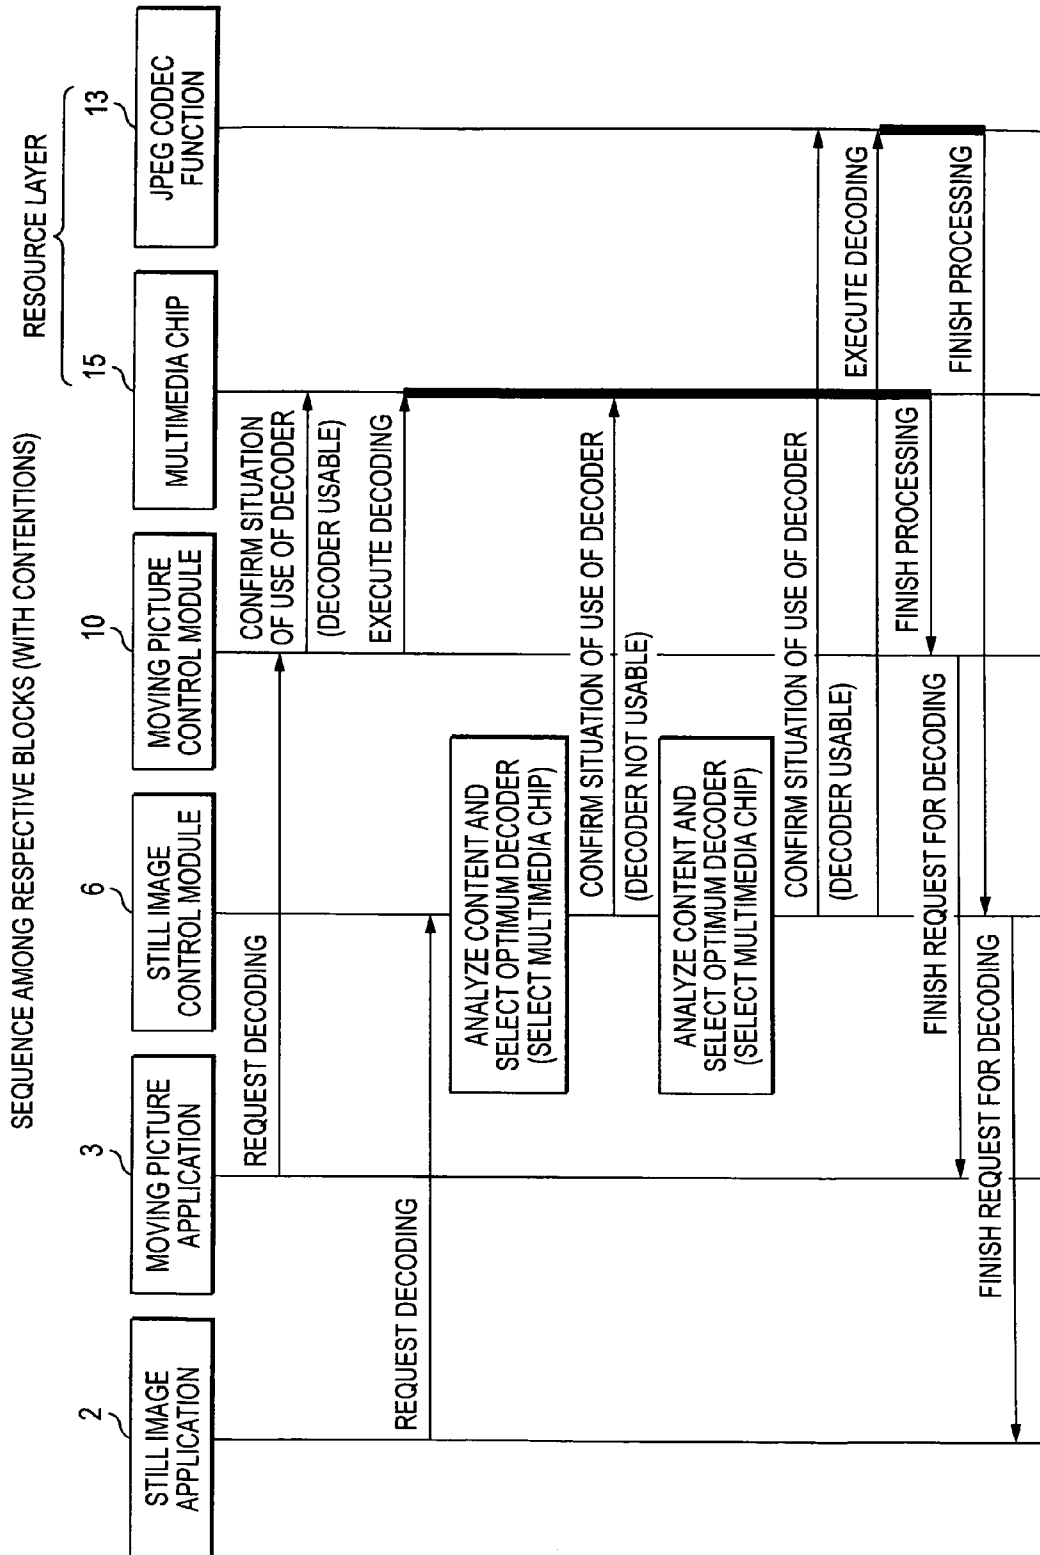 SEQUENCE AMONG RESPECTIVE BLOCKS (WITH CONTENTIONS)
RESOURCE LAYER
2
3
6
10
15
13
STILL IMAGE
APPLICATION
MOVING PICTURE
APPLICATION
STILL IMAGE
CONTROL MODULE
MOVING PICTURE
CONTROL MODULE
MULTIMEDIA CHIP
JPEG CODEC
FUNCTION
REQUEST DECODING
CONFIRM SITUATION
OF USE OF DECODER
(DECODER USABLE)
EXECUTE DECODING
REQUEST DECODING
ANALYZE CONTENT AND
SELECT OPTIMUM DECODER
(SELECT MULTIMEDIA CHIP)
CONFIRM SITUATION OF USE OF DECODER
(DECODER NOT USABLE)
ANALYZE CONTENT AND
SELECT OPTIMUM DECODER
(SELECT MULTIMEDIA CHIP)
CONFIRM SITUATION OF USE OF DECODER
(DECODER USABLE)
EXECUTE DECODING
FINISH PROCESSING
FINISH REQUEST FOR DECODING
FINISH PROCESSING
FINISH REQUEST FOR DECODING